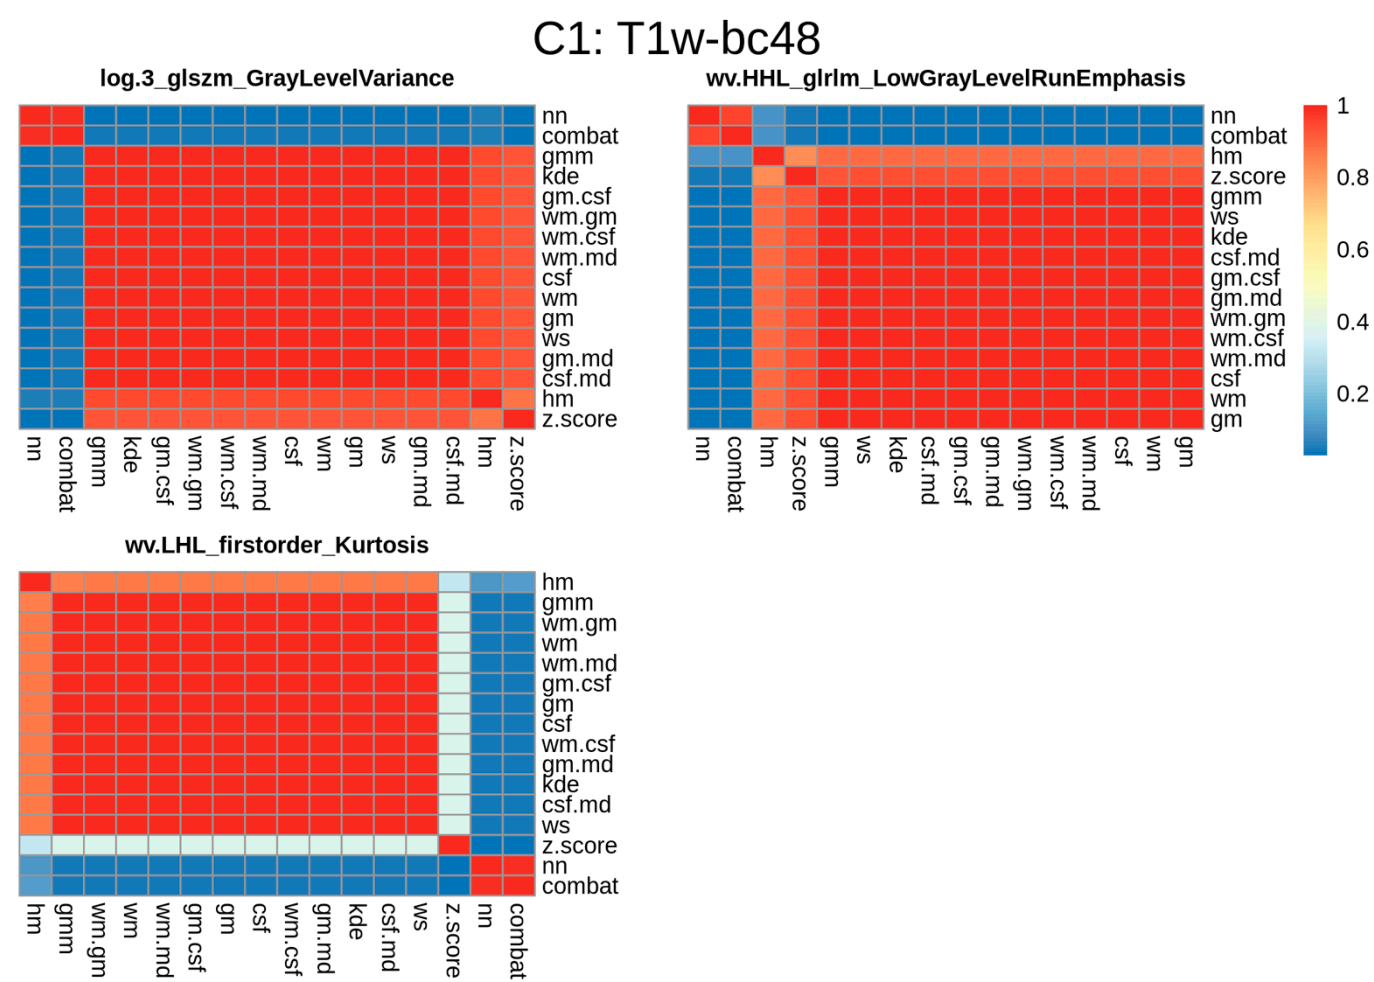 C1: T1w-bc48
log.3_glszm_GrayLevelVariance
nn
combat
gmm
kde
gm.csf
wm.gm
wm.csf
wm.md
csf
wm
gm
ws
gm.md
csf.md
hm
z.score
nn
combat
gmm
kde
gm.csf
wm.gm
wm.csf
wm.md
csf
wm
gm
ws
gm.md
csf.md
hm
z.score
wv.HHL_glrlm_LowGrayLevelRunEmphasis
nn
combat
hm
z.score
gmm
ws
kde
csf.md
gm.csf
gm.md
wm.gm
wm.csf
wm.md
csf
wm
gm
nn
combat
hm
z.score
gmm
ws
kde
csf.md
gm.csf
gm.md
wm.gm
wm.csf
wm.md
csf
wm
gm
1
0.8
0.6
0.4
0.2
wv.LHL_firstorder_Kurtosis
hm
gmm
wm.gm
wm
wm.md
gm.csf
gm
csf
wm.csf
gm.md
kde
csf.md
ws
z.score
nn
combat
hm
gmm
wm.gm
wm
wm.md
gm.csf
gm
csf
wm.csf
gm.md
kde
csf.md
ws
z.score
nn
combat